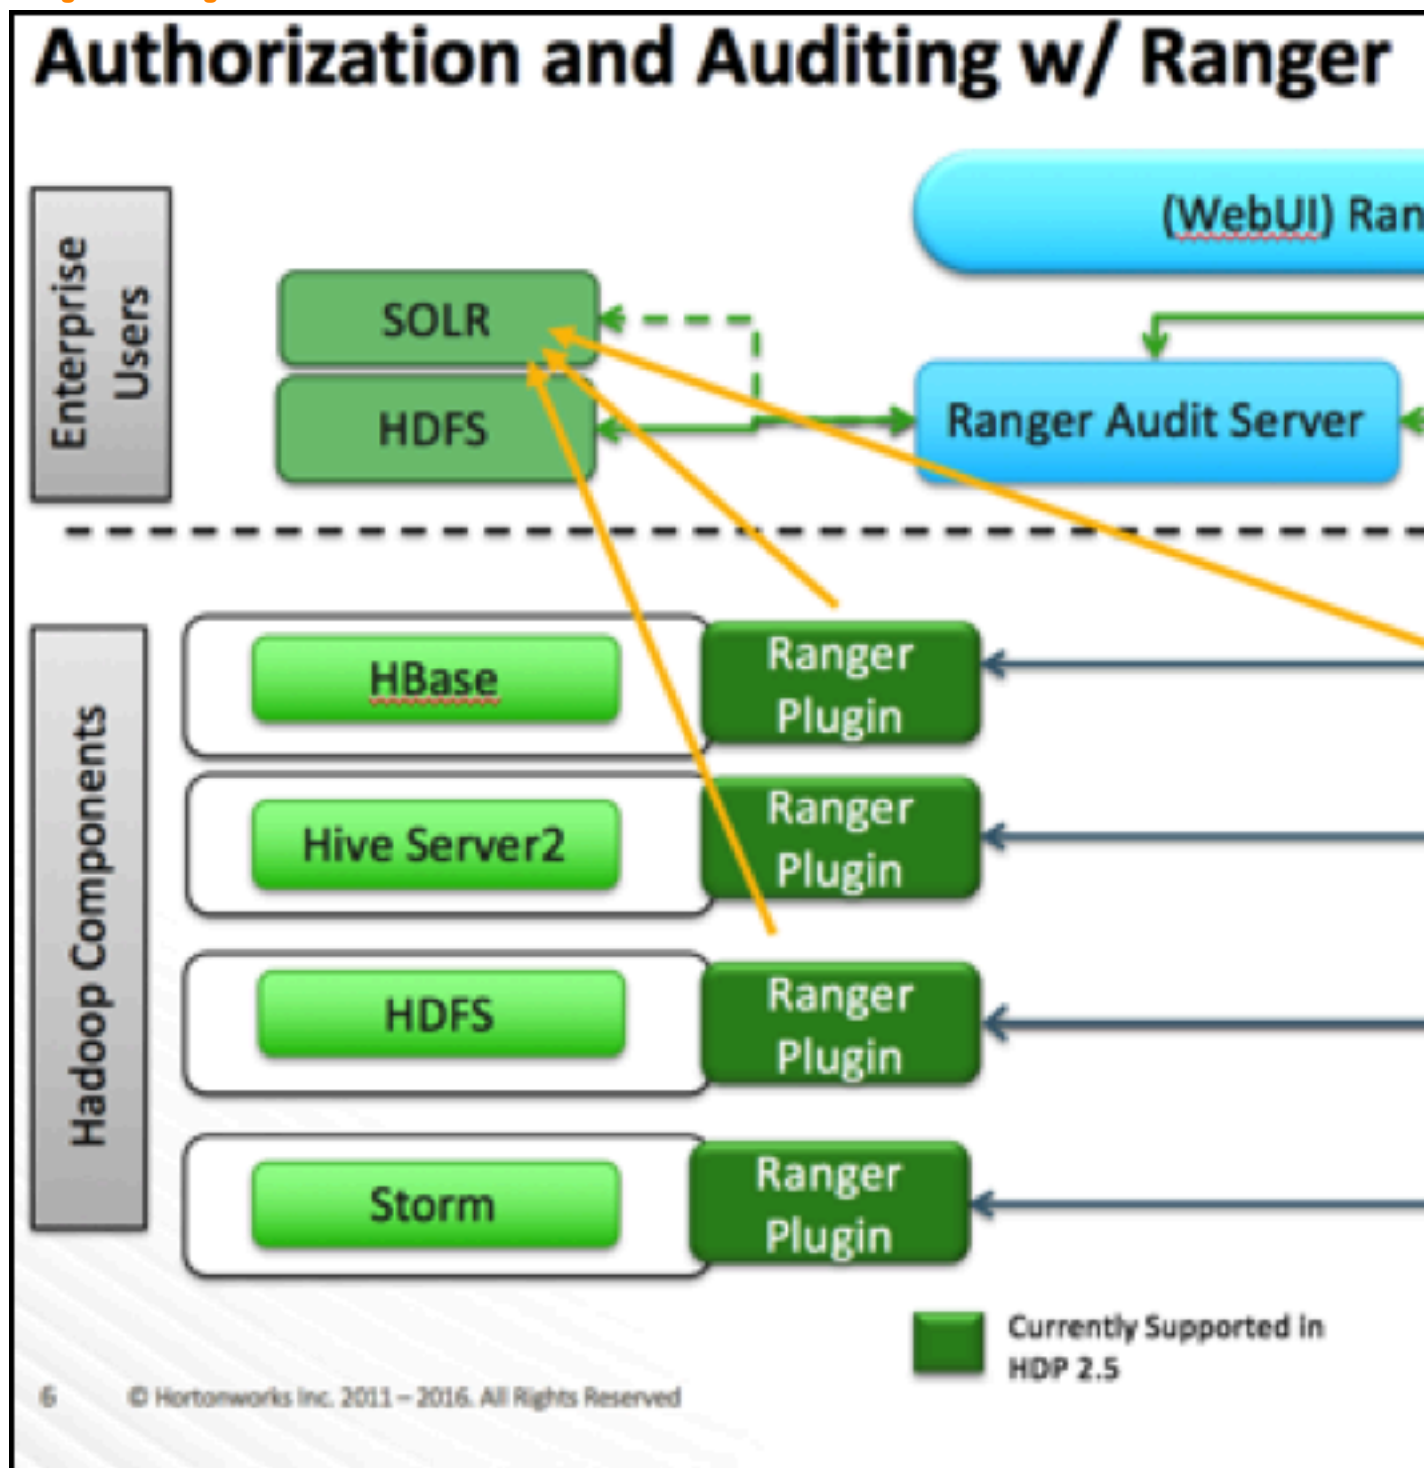 Authorization and Auditing w/ Ranger
(WebUI) Ran
Enterprise
Users
SOLR
HDFS
Ranger Audit Server
Hadoop Components
HBase
Ranger
Plugin
Hive Server2
Ranger
Plugin
HDFS
Ranger
Plugin
Storm
Ranger
Plugin
Currently Supported in
HDP 2.5
6
© Hortonworks Inc. 2011 – 2016. All Rights Reserved